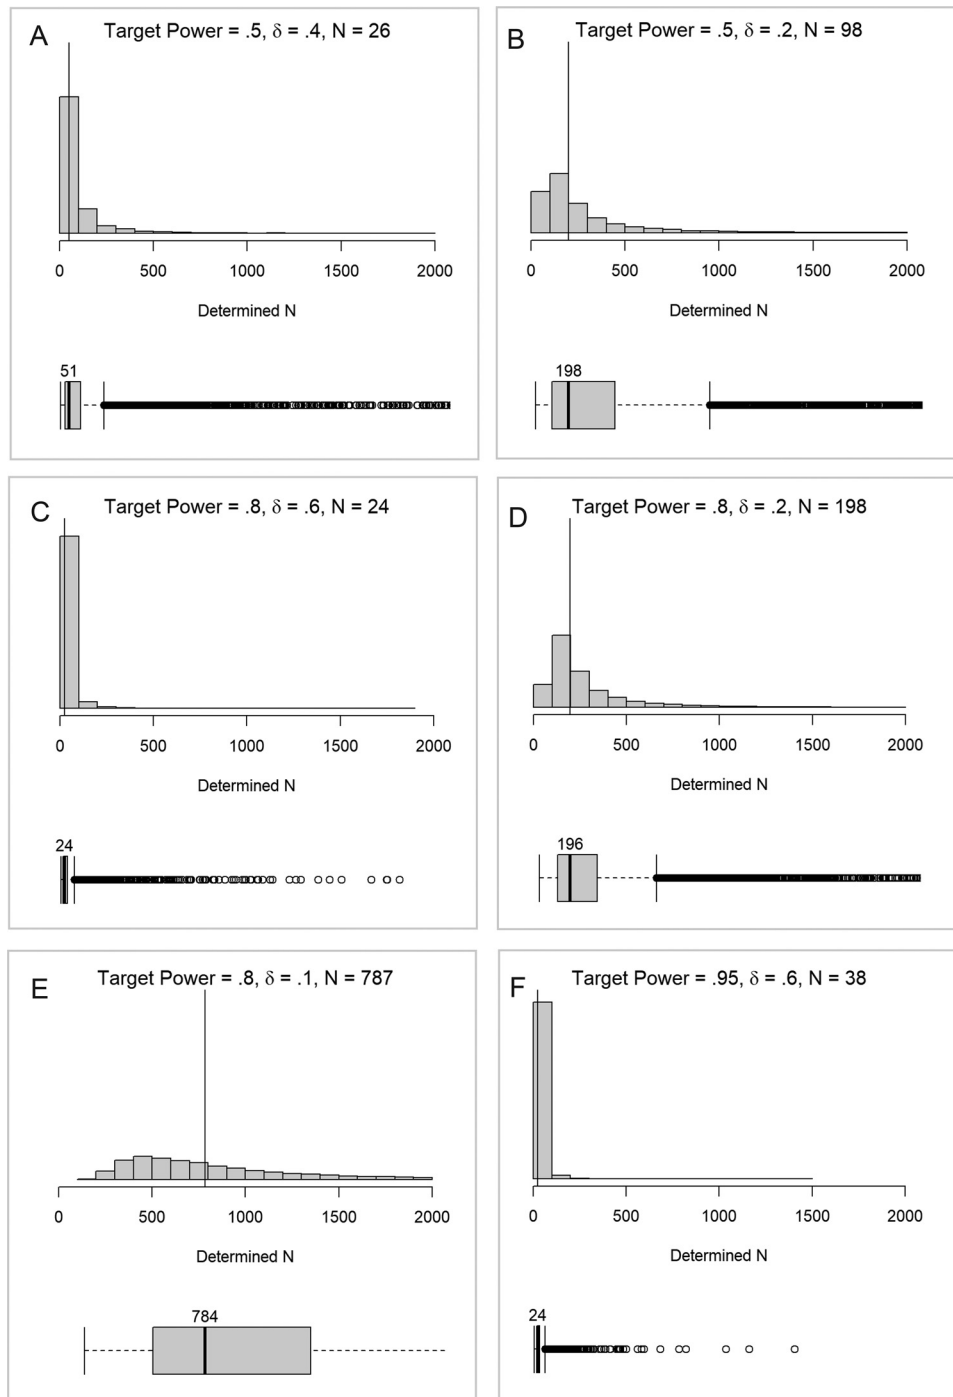 A
Target Power = .5, δ = .4, N = 26
0 500 1000 1500 2000
Determined N
51
B
Target Power = .5, δ = .2, N = 98
0 500 1000 1500 2000
Determined N
198
C
Target Power = .8, δ = .6, N = 24
0 500 1000 1500 2000
Determined N
24
D
Target Power = .8, δ = .2, N = 198
0 500 1000 1500 2000
Determined N
196
E
Target Power = .8, δ = .1, N = 787
0 500 1000 1500 2000
Determined N
784
F
Target Power = .95, δ = .6, N = 38
0 500 1000 1500 2000
Determined N
24